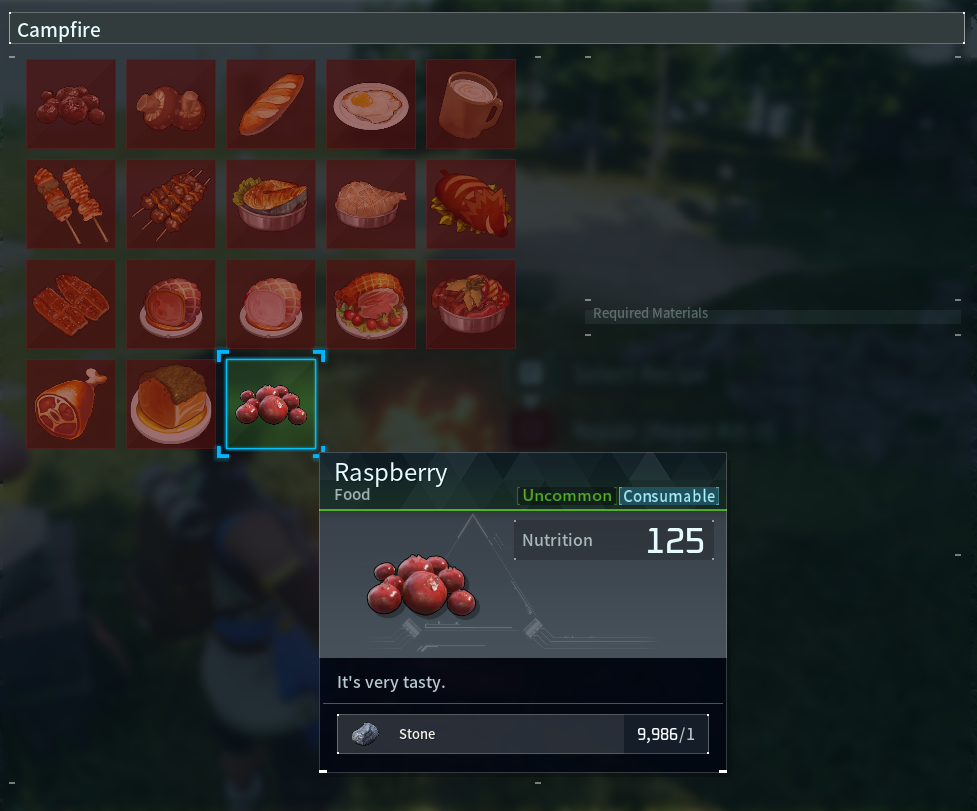 Campfire
Required Materials
Raspberry
Food
Uncommon Consumable
Nutrition 125
It's very tasty.
Stone 9,986/1